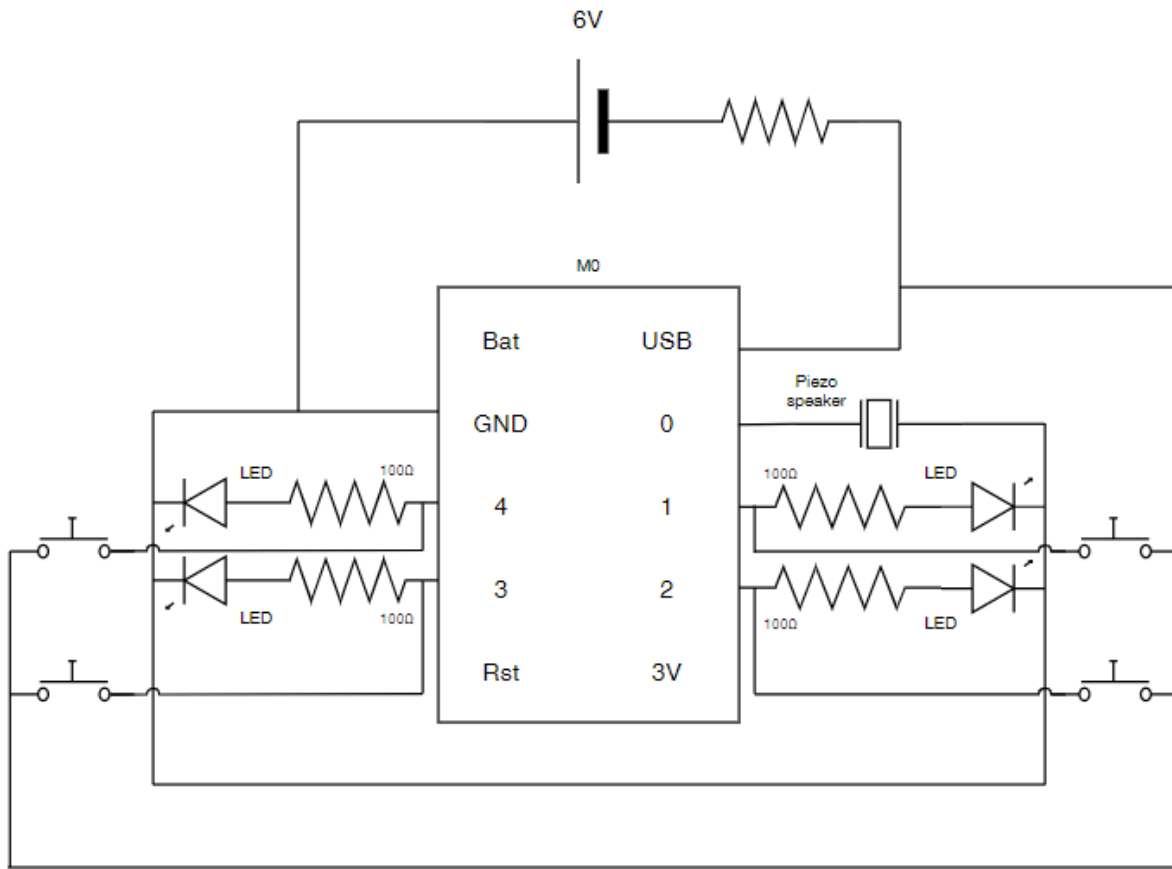 6V
M0
Bat
USB
Piezo
speaker
GND
0
LED
100Ω
100Ω
LED
4
1
3
2
LED
100Ω
100Ω
LED
Rst
3V